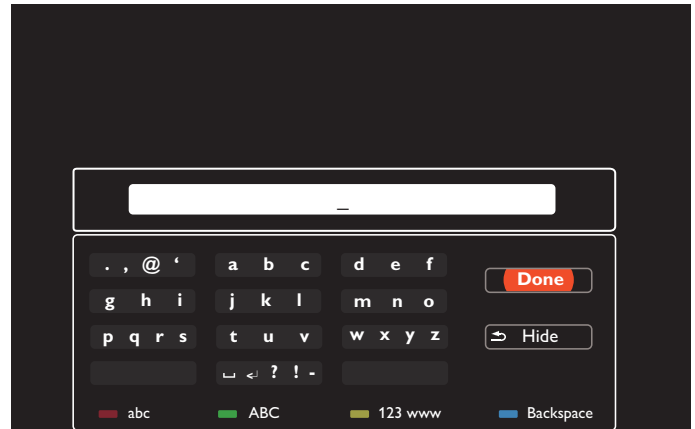 _
. , @ ‘ a b c d e f Done
g h i j k l m n o
p q r s t u v w x y z Hide
␣ ↵ ? ! -
abc ABC 123 www Backspace